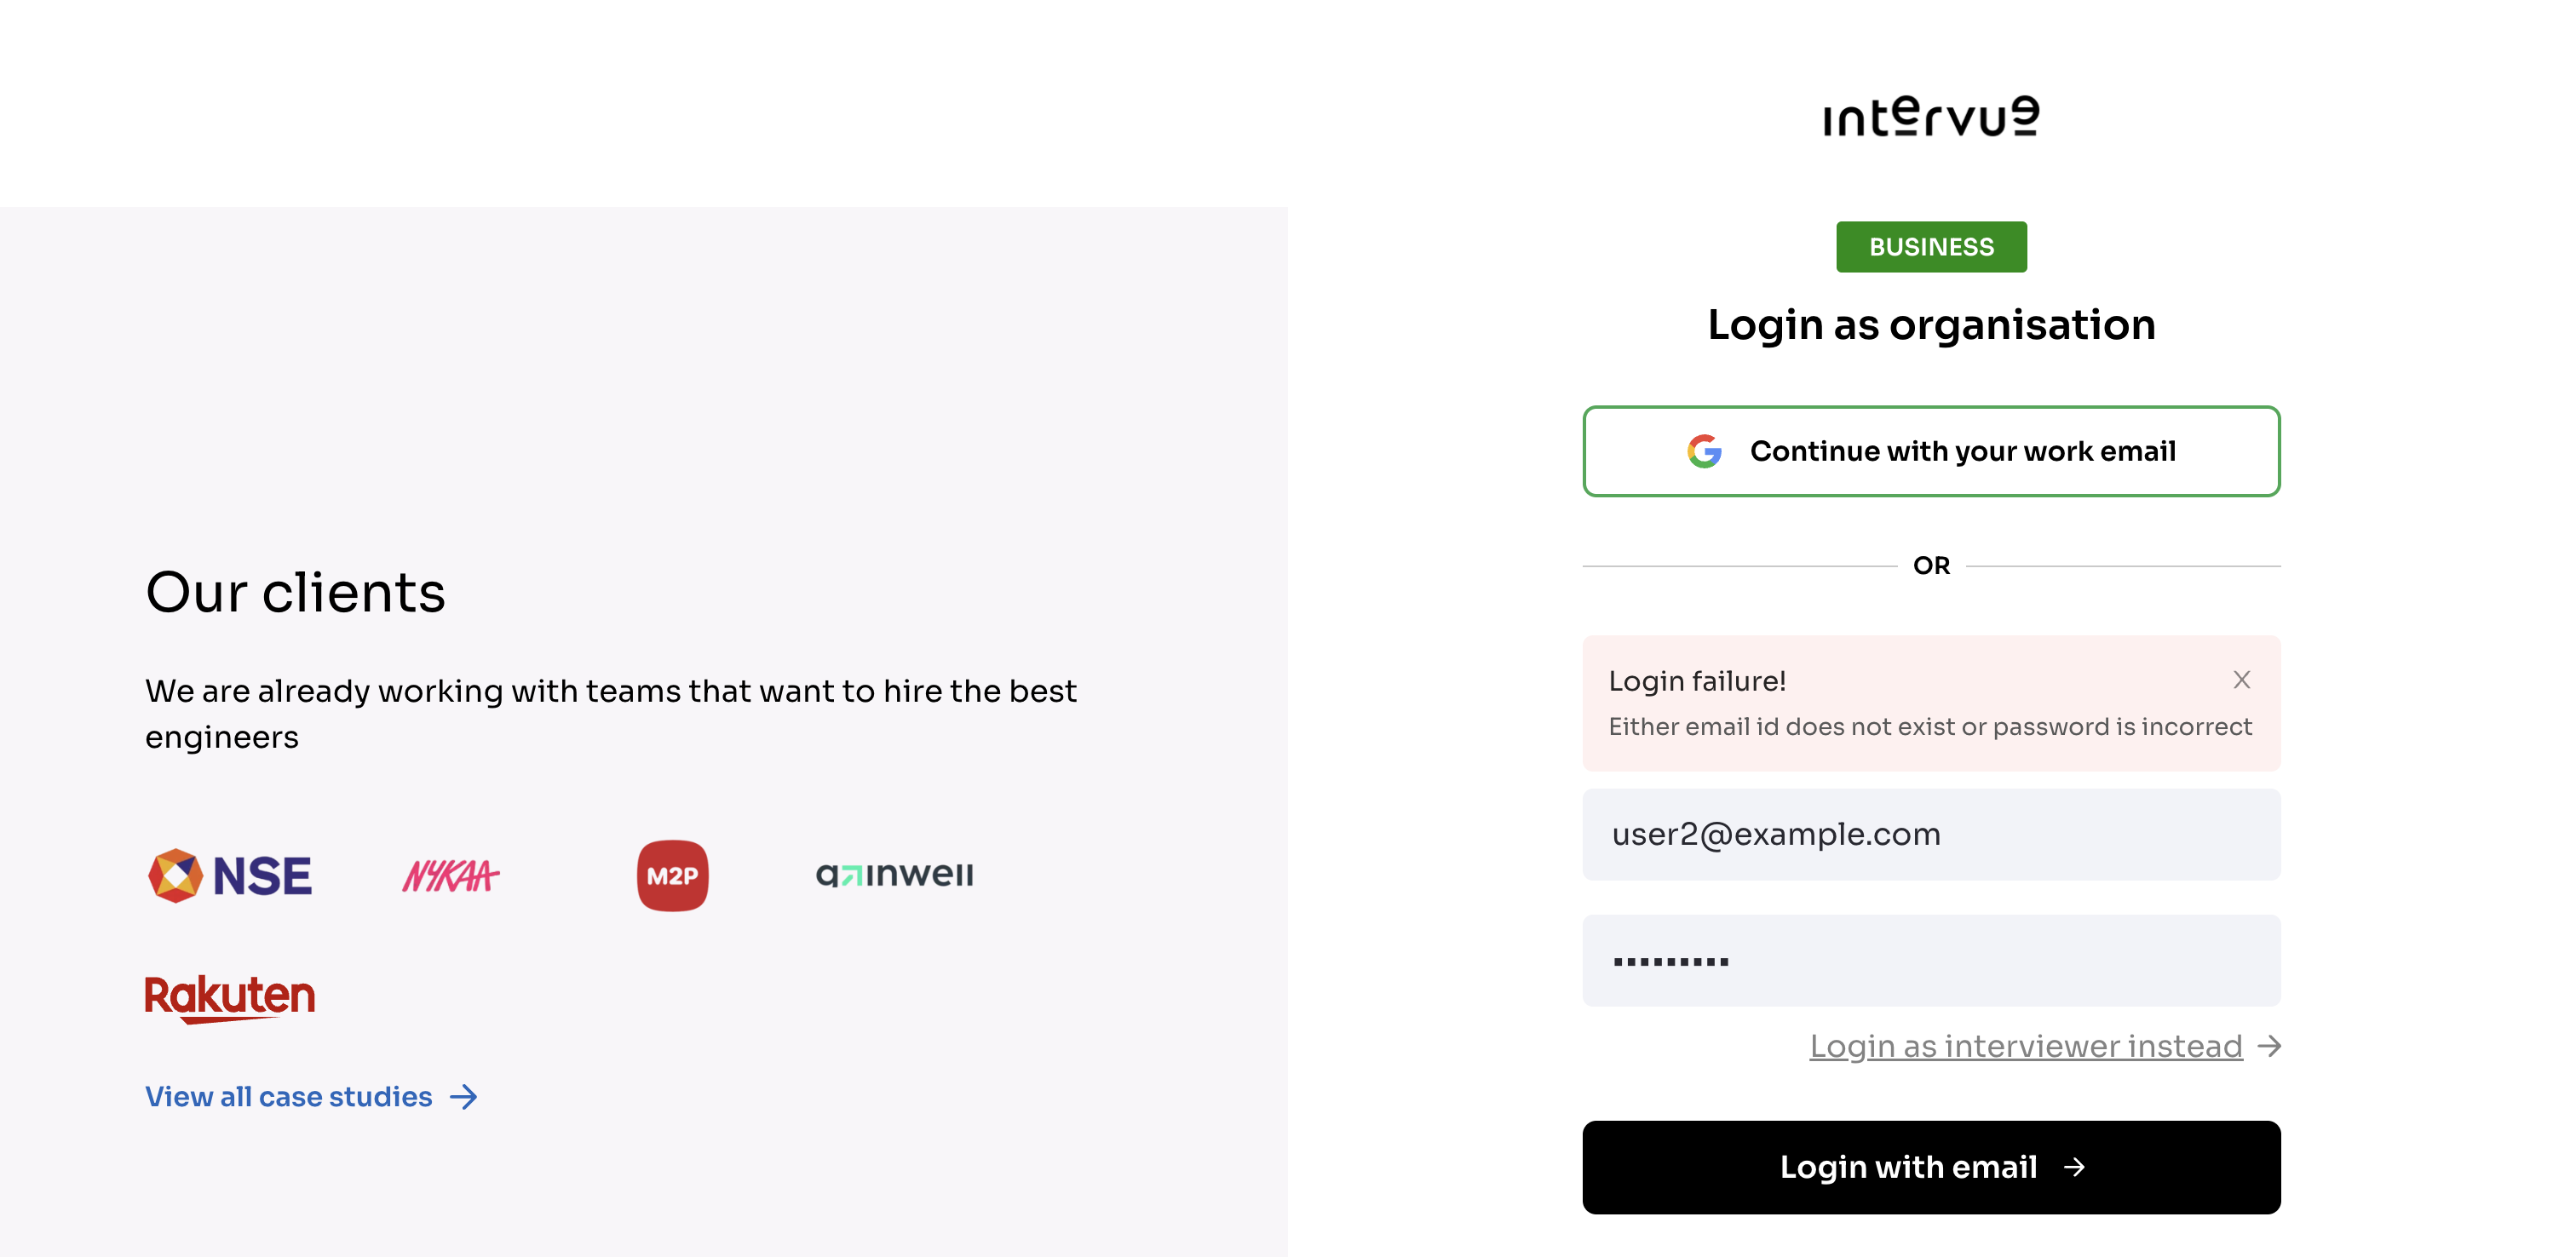 Our clients
We are already working with teams that want to hire the best
engineers
NSE
NYKAA
M2P
gainwell
Rakuten
View all case studies
intervue
BUSINESS
Login as organisation
Continue with your work email
OR
Login failure!
X
Either email id does not exist or password is incorrect
user2@example.com
Login as interviewer instead
Login with email